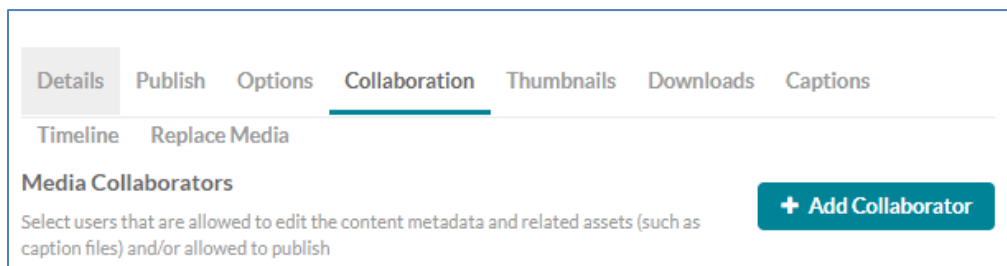 Details Publish Options Collaboration Thumbnails Downloads Captions
Timeline Replace Media
Media Collaborators
Select users that are allowed to edit the content metadata and related assets (such as
caption files) and/or allowed to publish
+ Add Collaborator